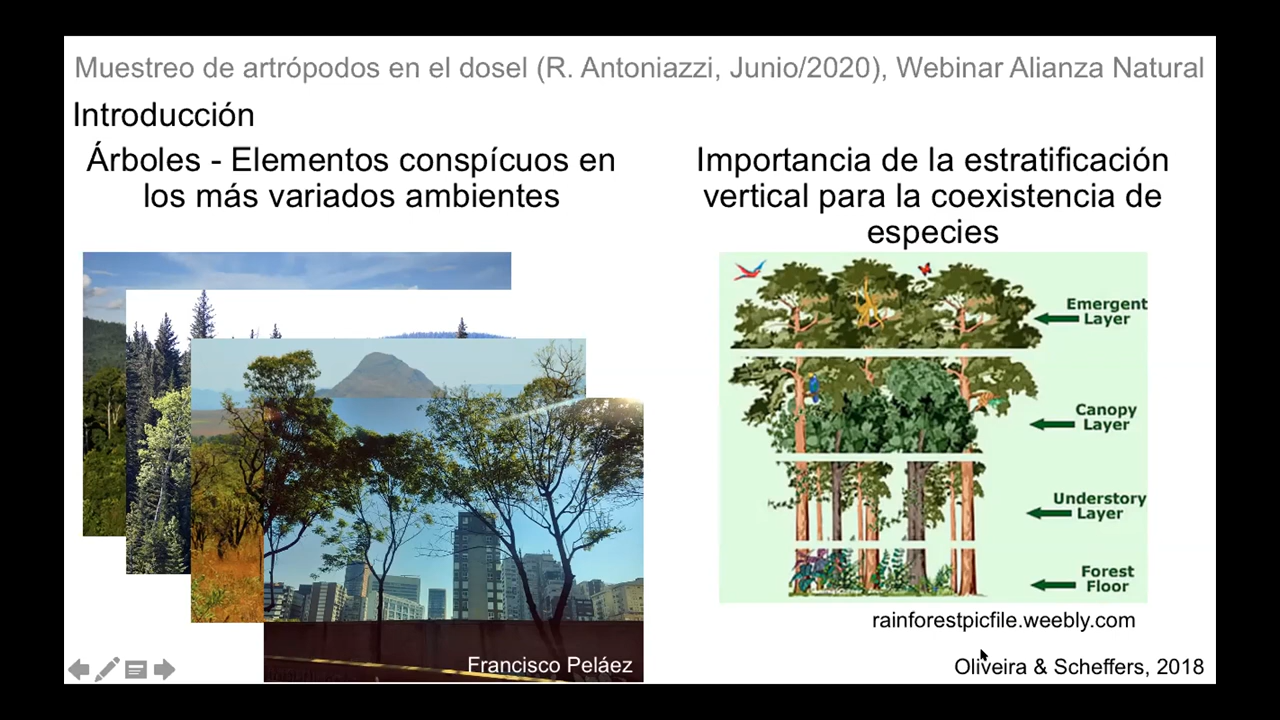 Muestreo de artrópodos en el dosel (R. Antoniazzi, Junio/2020), Webinar Alianza Natural
Introducción
Árboles - Elementos conspícuos en
los más variados ambientes
Importancia de la estratificación
vertical para la coexistencia de
especies
Emergent
Layer
Canopy
Layer
Understory
Layer
Forest
Floor
Francisco Peláez
rainforestpicfile.weebly.com
Oliveira & Scheffers, 2018